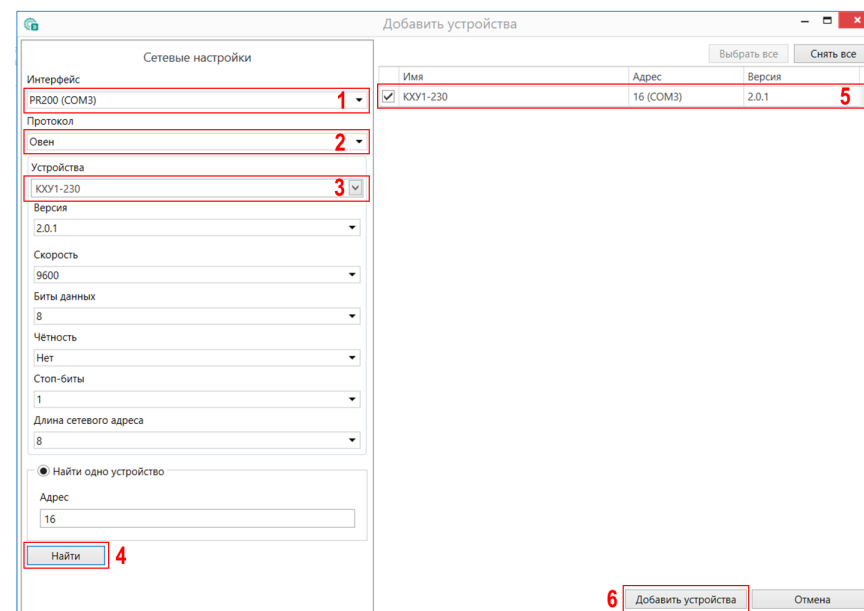 Добавить устройства
Сетевые настройки
Интерфейс
PR200 (COM3) 1
Протокол
Овен 2
Устройства
КХУ1-230 3
Версия
2.0.1
Скорость
9600
Биты данных
8
Чётность
Нет
Стоп-биты
1
Длина сетевого адреса
8
Найти одно устройство
Адрес
16
Найти 4
Выбрать все Снять все
Имя Адрес Версия
КХУ1-230 16 (COM3) 2.0.1 5
6 Добавить устройства Отмена